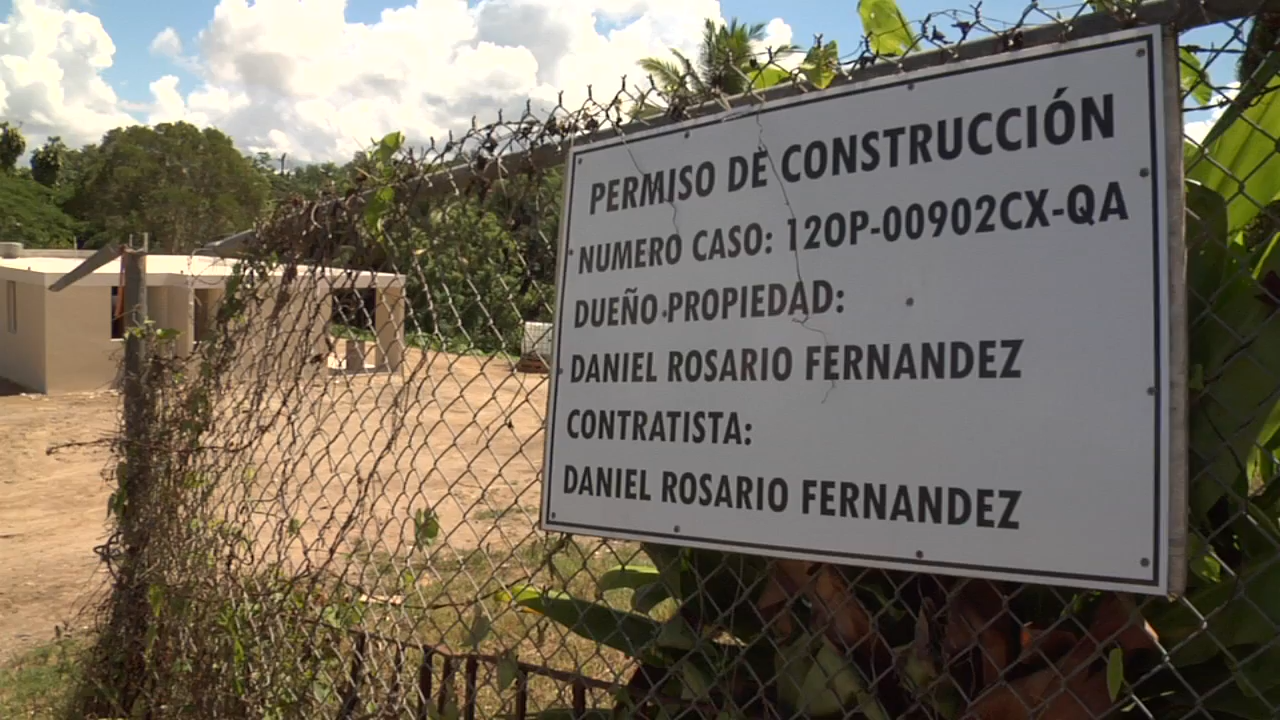 PERMISO DE CONSTRUCCIÓN
NUMERO CASO: 12OP-00902CX-QA
DUEÑO PROPIEDAD:
DANIEL ROSARIO FERNANDEZ
CONTRATISTA:
DANIEL ROSARIO FERNANDEZ